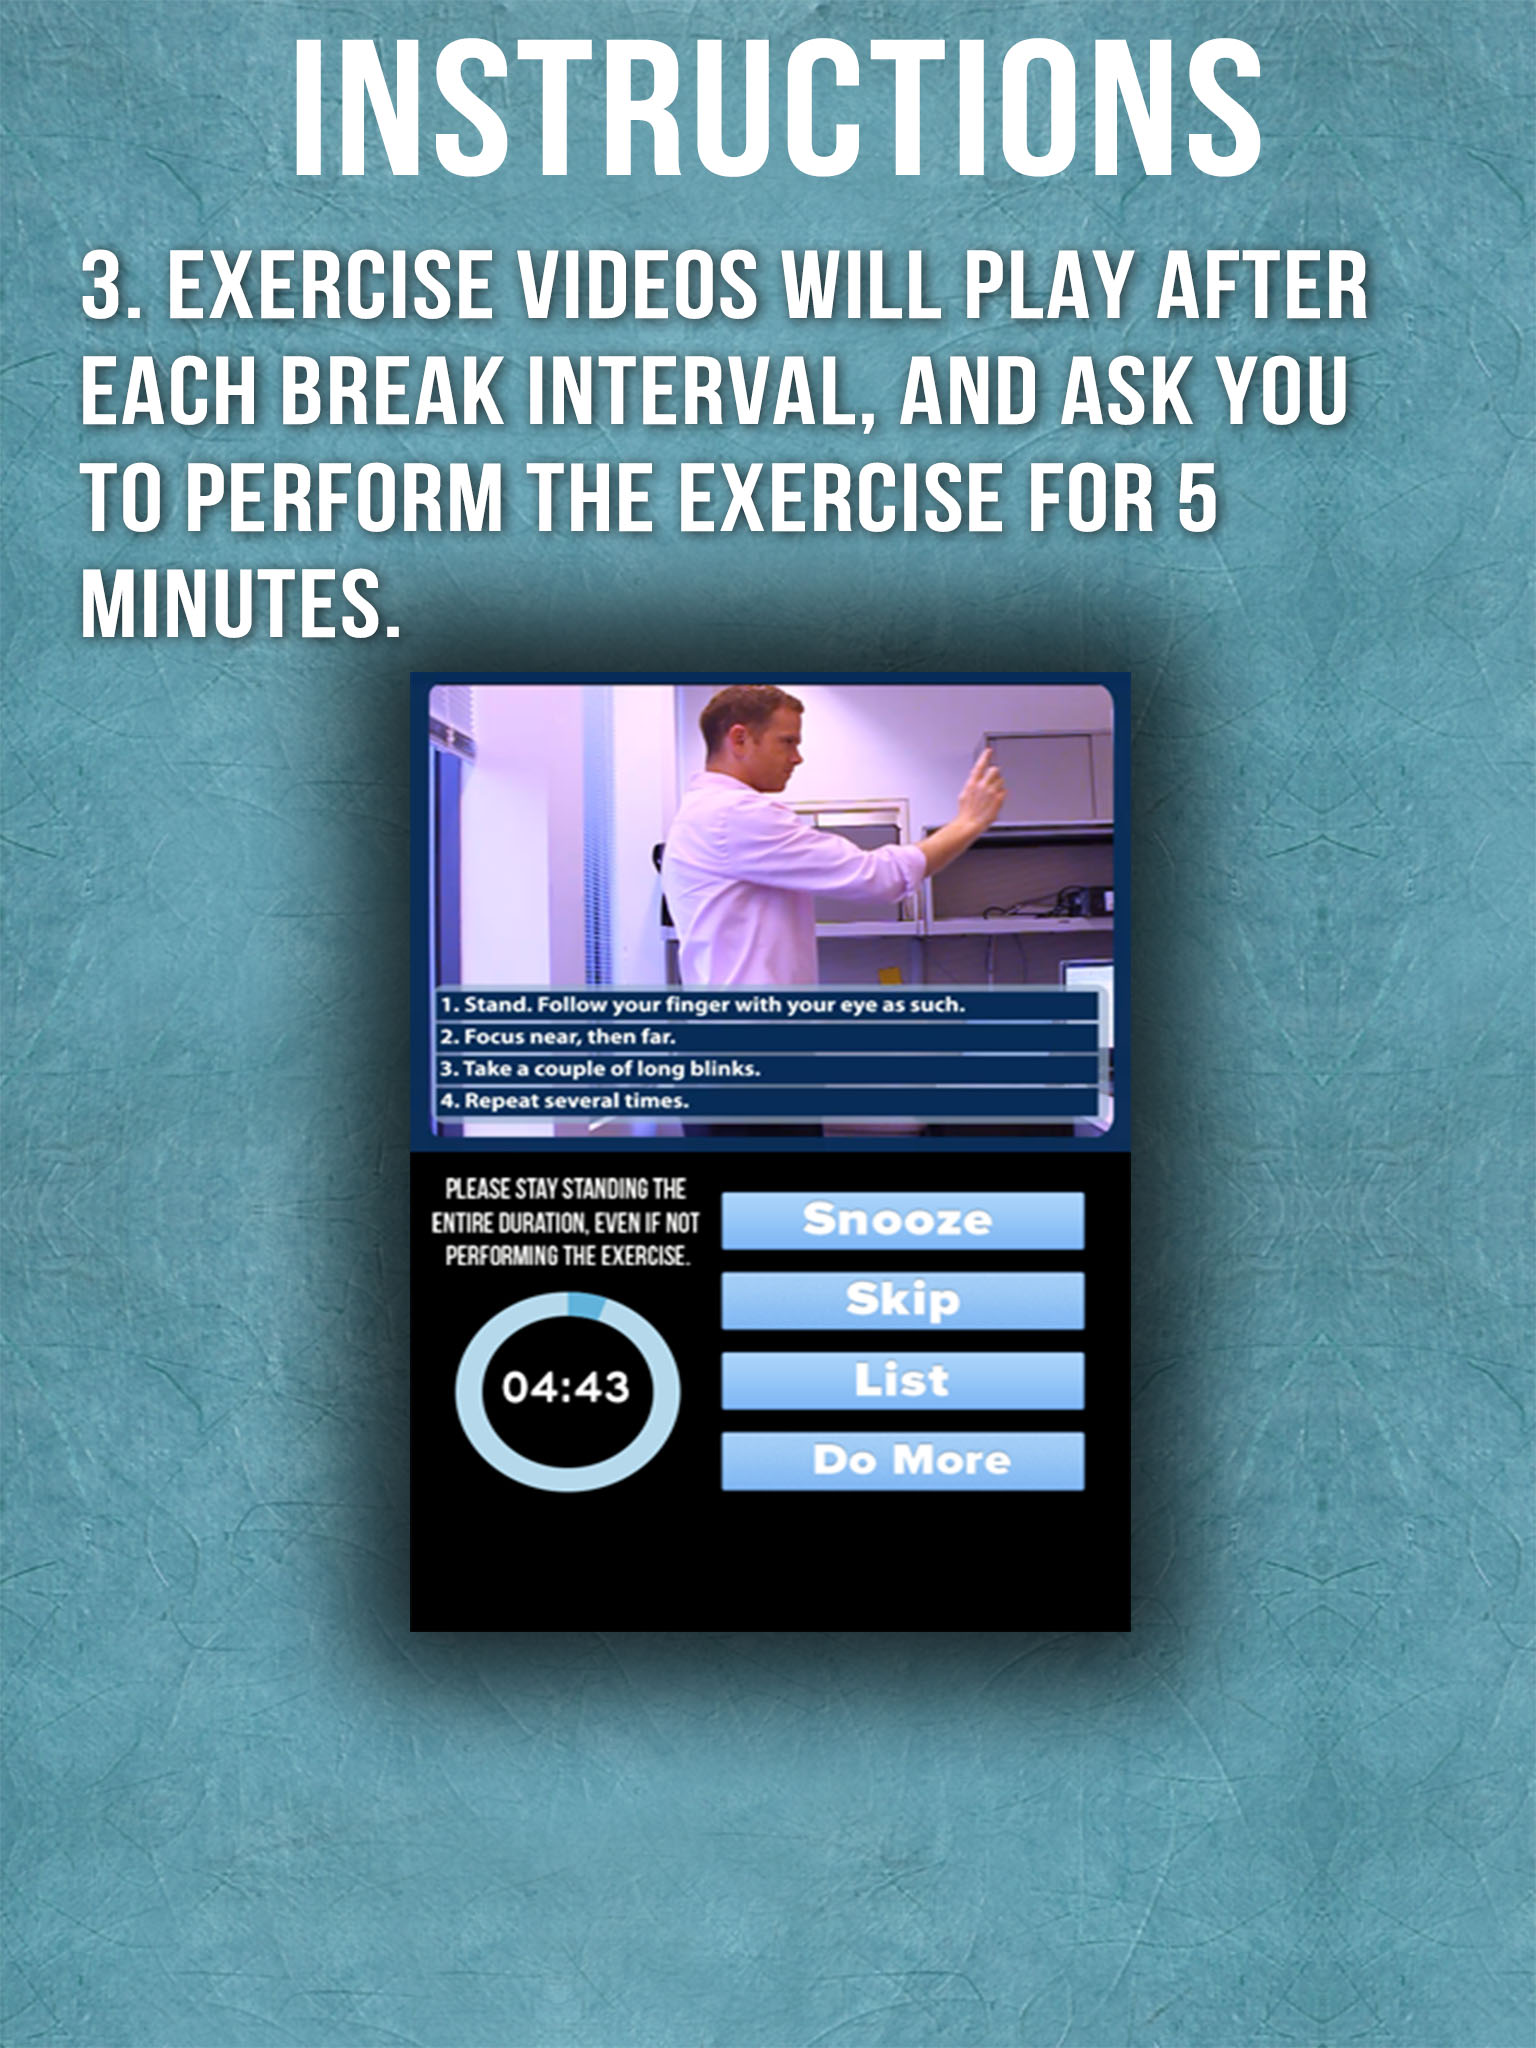 INSTRUCTIONS
3. EXERCISE VIDEOS WILL PLAY AFTER
EACH BREAK INTERVAL, AND ASK YOU
TO PERFORM THE EXERCISE FOR 5
MINUTES.
1. Stand. Follow your finger with your eye as such.
2. Focus near, then far.
3. Take a couple of long blinks.
4. Repeat several times.
PLEASE STAY STANDING THE
ENTIRE DURATION, EVEN IF NOT
PERFORMING THE EXERCISE.
04:43
Snooze
Skip
List
Do More